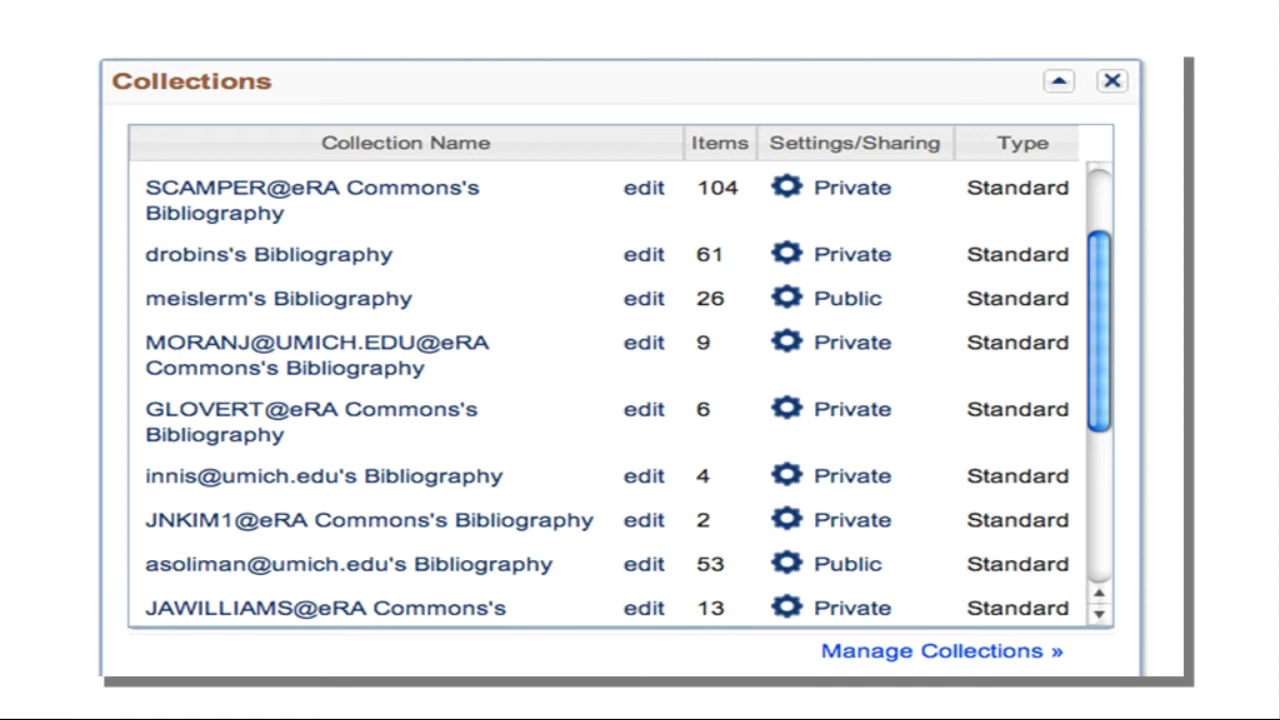 Collections
Collection Name Items Settings/Sharing Type
SCAMPER@eRA Commons's edit 104 Private Standard
Bibliography
drobins's Bibliography edit 61 Private Standard
meislerm's Bibliography edit 26 Public Standard
MORANJ@UMICH.EDU@eRA edit 9 Private Standard
Commons's Bibliography
GLOVERT@eRA Commons's edit 6 Private Standard
Bibliography
innis@umich.edu's Bibliography edit 4 Private Standard
JNKIM1@eRA Commons's Bibliography edit 2 Private Standard
asoliman@umich.edu's Bibliography edit 53 Public Standard
JAWILLIAMS@eRA Commons's edit 13 Private Standard
Manage Collections »